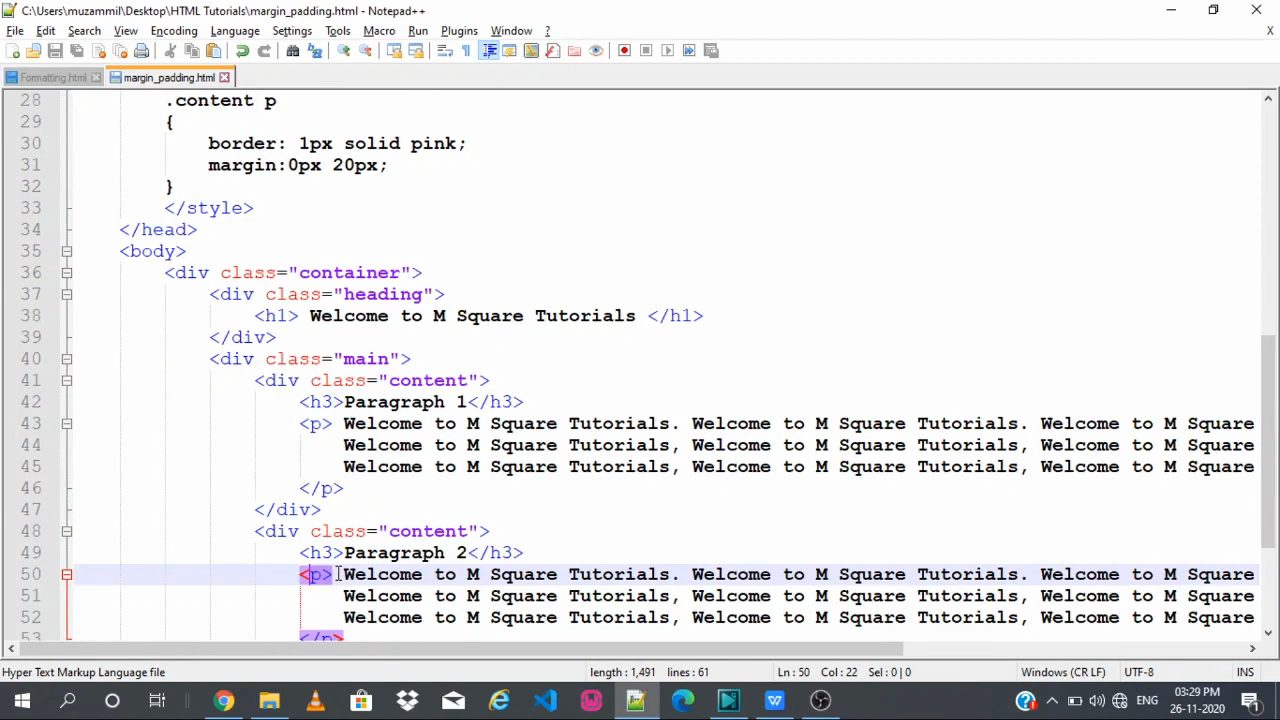 C:\Users\muzammil\Desktop\HTML Tutorials\margin_padding.html - Notepad++
File Edit Search View Encoding Language Settings Tools Macro Run Plugins Window ? X
Formatting.html margin_padding.html
28 .content p
29 {
30 border: 1px solid pink;
31 margin:0px 20px;
32 }
33 </style>
34 </head>
35 <body>
36 <div class="container">
37 <div class="heading">
38 <h1> Welcome to M Square Tutorials </h1>
39 </div>
40 <div class="main">
41 <div class="content">
42 <h3>Paragraph 1</h3>
43 <p> Welcome to M Square Tutorials. Welcome to M Square Tutorials. Welcome to M Square
44 Welcome to M Square Tutorials, Welcome to M Square Tutorials, Welcome to M Square
45 Welcome to M Square Tutorials, Welcome to M Square Tutorials, Welcome to M Square
46 </p>
47 </div>
48 <div class="content">
49 <h3>Paragraph 2</h3>
50 <p> Welcome to M Square Tutorials. Welcome to M Square Tutorials. Welcome to M Square
51 Welcome to M Square Tutorials, Welcome to M Square Tutorials, Welcome to M Square
52 Welcome to M Square Tutorials, Welcome to M Square Tutorials, Welcome to M Square
53 </p>
Hyper Text Markup Language file length : 1,491 lines : 61 Ln : 50 Col : 22 Sel : 0 | 0 Windows (CR LF) UTF-8 INS
ENG 03:29 PM
26-11-2020